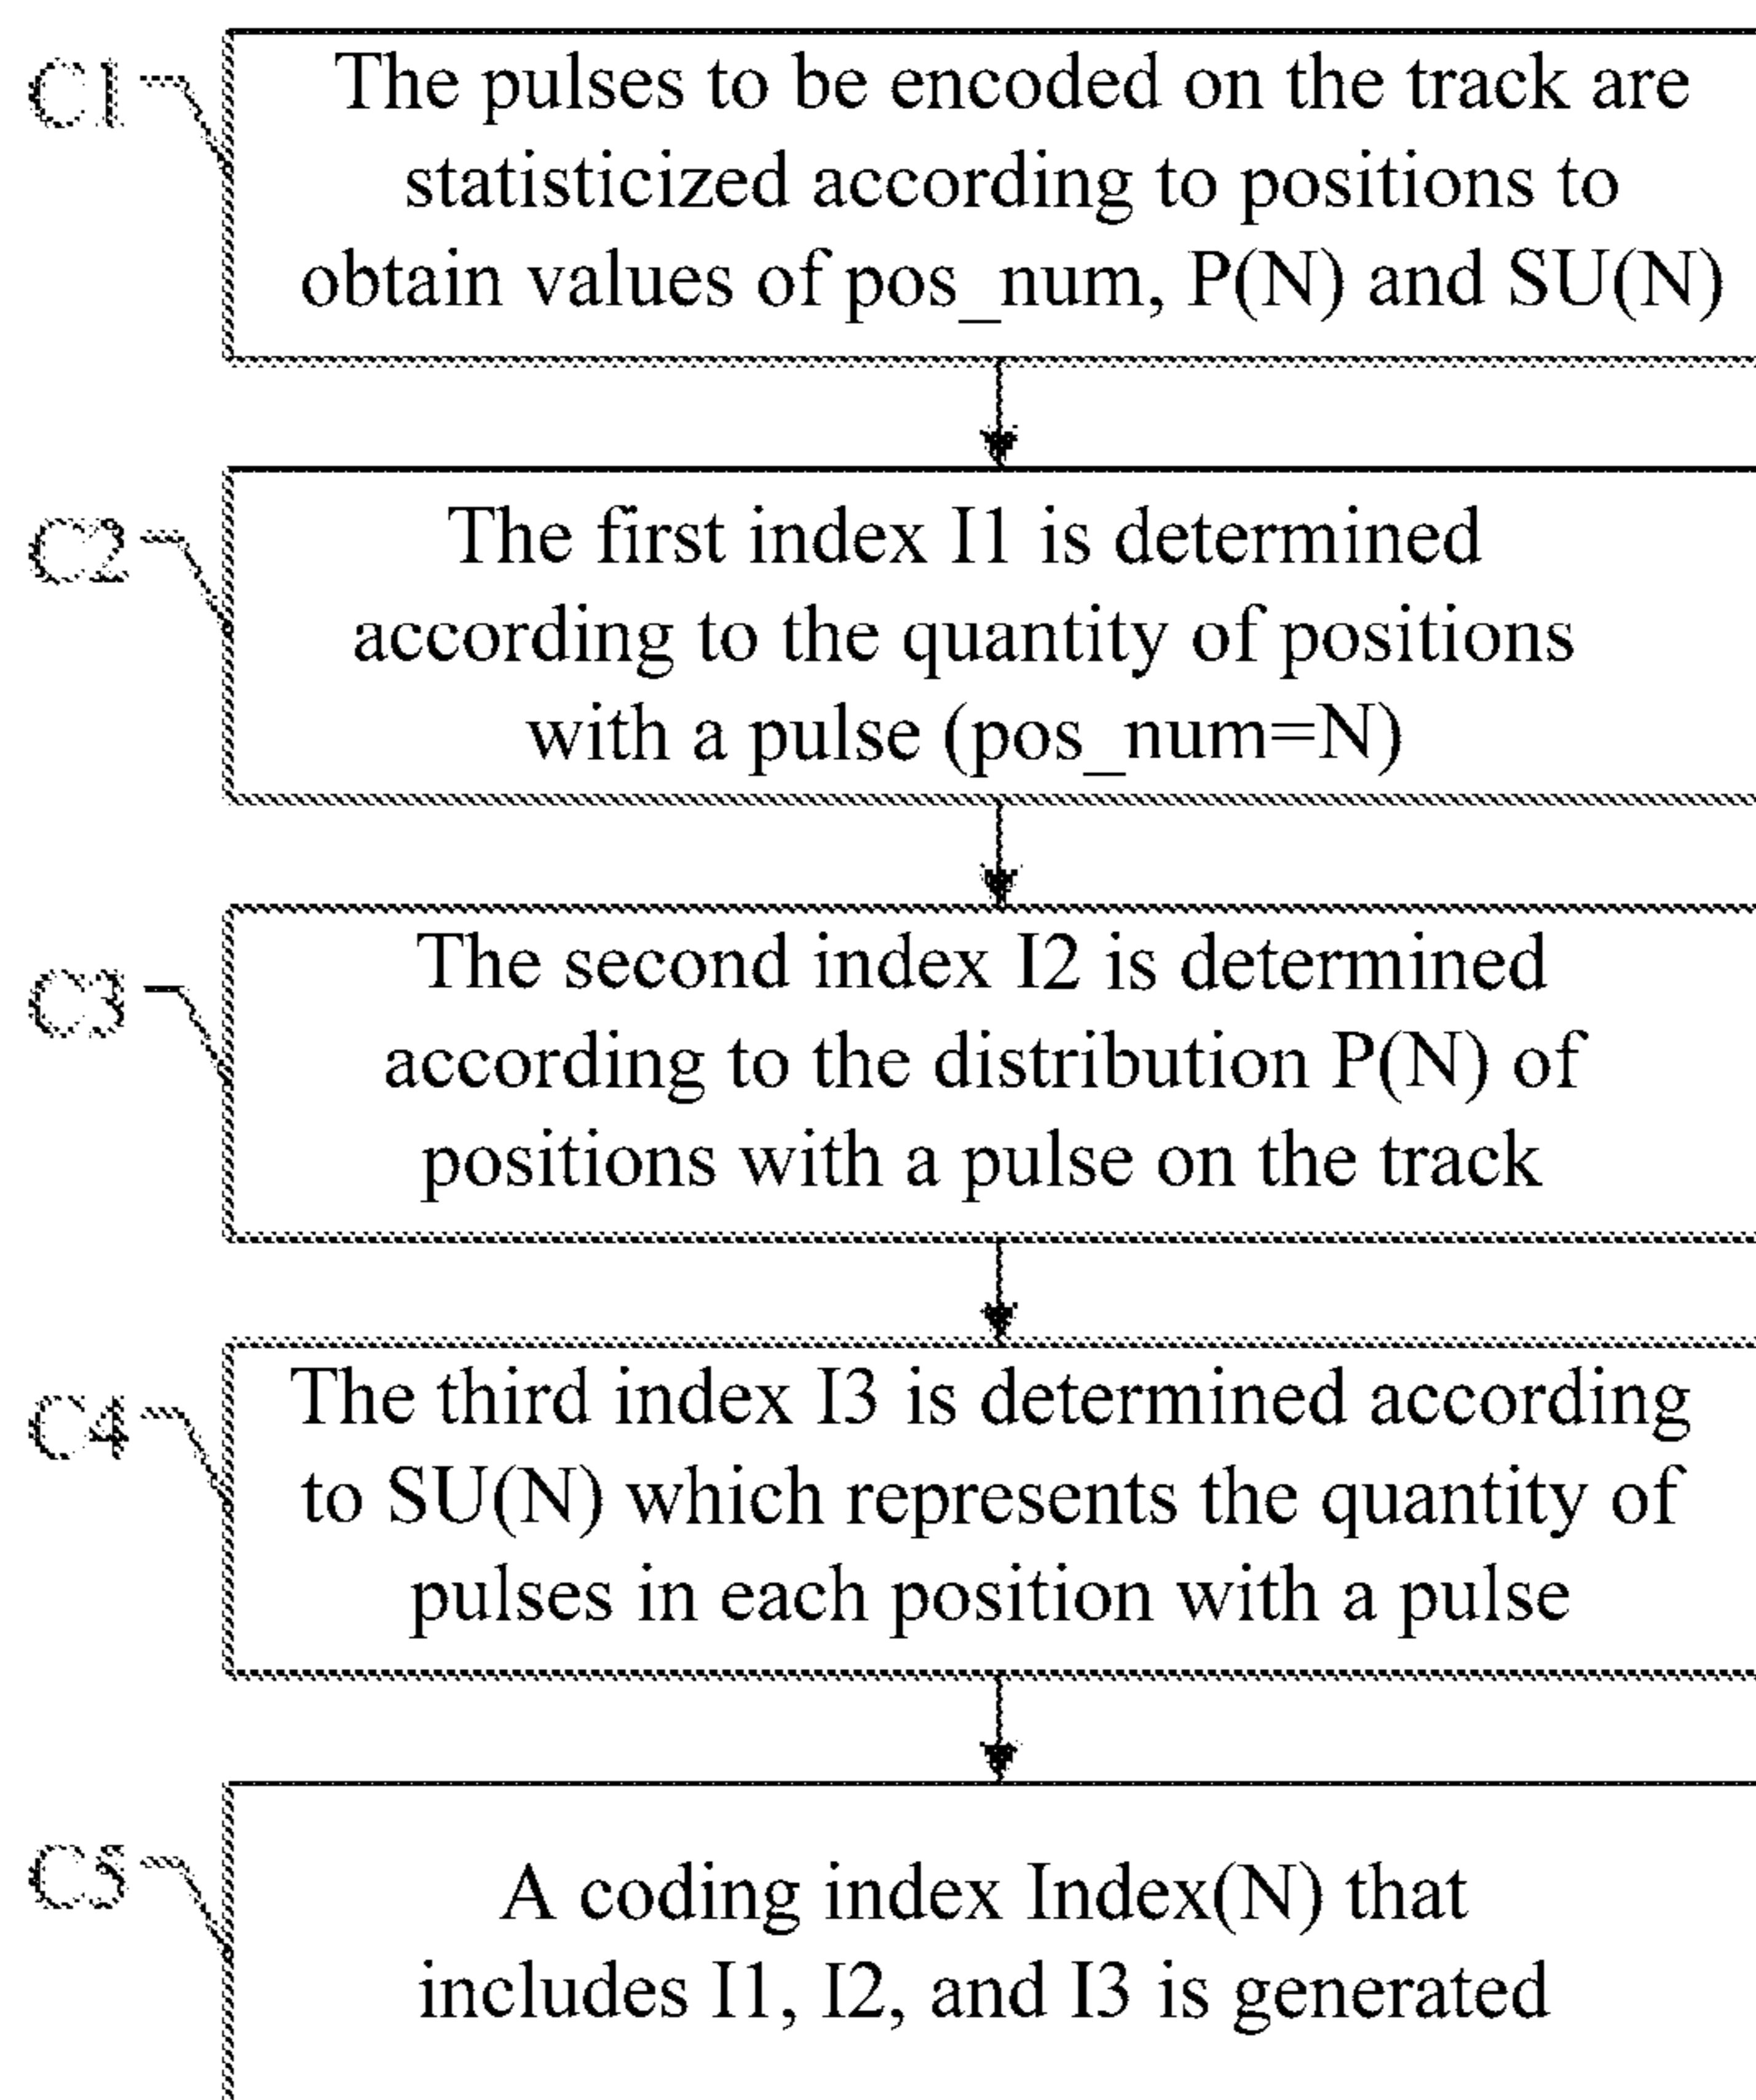 C1
The pulses to be encoded on the track are
statisticized according to positions to
obtain values of pos_num, P(N) and SU(N)
C2
The first index I1 is determined
according to the quantity of positions
with a pulse (pos_num=N)
C3
The second index I2 is determined
according to the distribution P(N) of
positions with a pulse on the track
C4
The third index I3 is determined according
to SU(N) which represents the quantity of
pulses in each position with a pulse
C5
A coding index Index(N) that
includes I1, I2, and I3 is generated